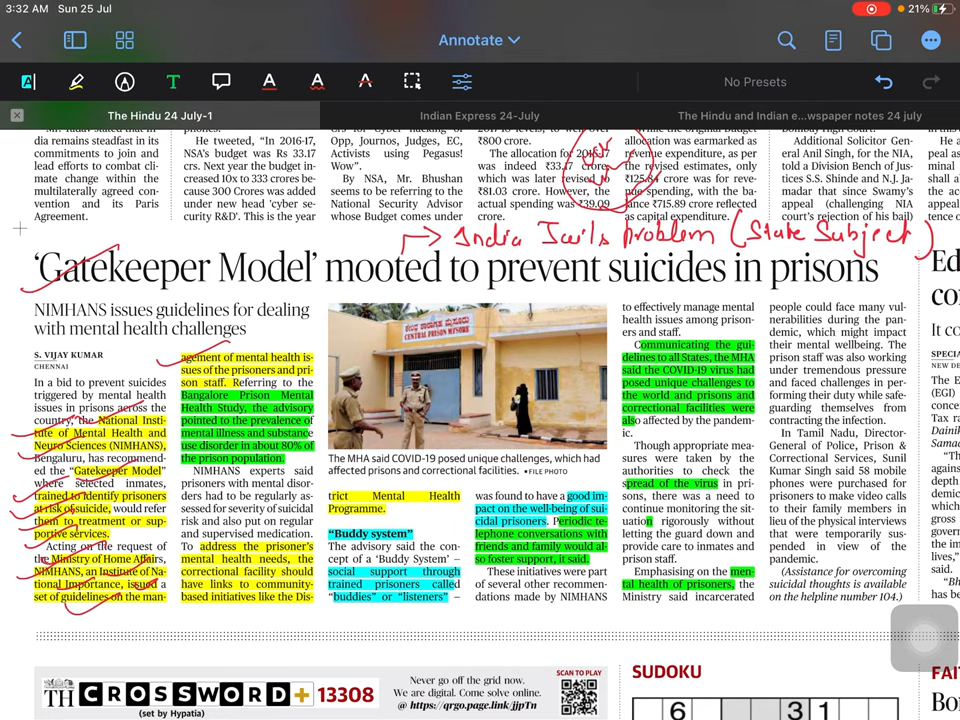 3:32 AM Sun 25 Jul
21%
Annotate
No Presets
The Hindu 24 July-1
Indian Express 24-July
The Hindu and Indian e...wspaper notes 24 july
dia remains steadfast in its
commitments to join and
lead efforts to combat cli-
mate change within the
multilaterally agreed con-
vention and its Paris
Agreement.
He tweeted, "In 2016-17,
NSA's budget was Rs 33.17
crs. Next year the budget in-
creased 10x to 333 crores be-
cause 300 Crores was added
under new head 'cyber se-
curity R&D'. This is the year
Opp, Journos, Judges, EC,
Activists using Pegasus!
Wow".
By NSA, Mr. Bhushan
seems to be referring to the
National Security Advisor
whose Budget comes under
₹800 crore.
The allocation for 2016-17
was indeed ₹33.17 crore,
which was later revised to
₹81.03 crore. However, the
actual spending was ₹39.09
crore.
allocation was earmarked as
revenue expenditure, as per
the revised estimates, only
₹125.84 crore was for reve-
nue spending, with the ba-
lance ₹715.89 crore reflected
as capital expenditure.
Additional Solicitor Gen-
eral Anil Singh, for the NIA,
told a Division Bench of Jus-
tices S.S. Shinde and N.J. Ja-
madar that since Swamy's
appeal (challenging NIA
court's rejection of his bail)
India Jails problem (State Subject)
'Gatekeeper Model' mooted to prevent suicides in prisons
NIMHANS issues guidelines for dealing
with mental health challenges
S. VIJAY KUMAR
CHENNAI
In a bid to prevent suicides
triggered by mental health
issues in prisons across the
country, the National Insti-
tute of Mental Health and
Neuro Sciences (NIMHANS),
Bengaluru, has recommend-
ed the "Gatekeeper Model"
where selected inmates,
trained to identify prisoners
at risk of suicide, would refer
them to treatment or sup-
portive services.
Acting on the request of
the Ministry of Home Affairs,
NIMHANS, an Institute of Na-
tional Importance, issued a
set of guidelines on the man-
agement of mental health is-
sues of the prisoners and pri-
son staff. Referring to the
Bangalore Prison Mental
Health Study, the advisory
pointed to the prevalence of
mental illness and substance
use disorder in about 80% of
the prison population.
NIMHANS experts said
prisoners with mental disor-
ders had to be regularly as-
sessed for severity of suicidal
risk and also put on regular
and supervised medication.
To address the prisoner's
mental health needs, the
correctional facility should
have links to community-
based initiatives like the Dis-
CENTRAL PRISON MYSURU
The MHA said COVID-19 posed unique challenges, which had
affected prisons and correctional facilities. •FILE PHOTO
trict Mental Health
Programme.
"Buddy system"
The advisory said the con-
cept of a 'Buddy System' –
social support through
trained prisoners called
"buddies" or "listeners" –
was found to have a good im-
pact on the well-being of sui-
cidal prisoners. Periodic te-
lephone conversations with
friends and family would al-
so foster support, it said.
These initiatives were part
of several other recommen-
dations made by NIMHANS
to effectively manage mental
health issues among prison-
ers and staff.
Communicating the gui-
delines to all States, the MHA
said the COVID-19 virus had
posed unique challenges to
the world and prisons and
correctional facilities were
also affected by the pandem-
ic.
Though appropriate mea-
sures were taken by the
authorities to check the
spread of the virus in pri-
sons, there was a need to
continue monitoring the sit-
uation rigorously without
letting the guard down and
provide care to inmates and
prison staff.
Emphasising on the men-
tal health of prisoners, the
Ministry said incarcerated
people could face many vul-
nerabilities during the pan-
demic, which might impact
their mental wellbeing. The
prison staff was also working
under tremendous pressure
and faced challenges in per-
forming their duty while safe-
guarding themselves from
contracting the infection.
In Tamil Nadu, Director-
General of Police, Prison &
Correctional Services, Sunil
Kumar Singh said 58 mobile
phones were purchased for
prisoners to make video calls
to their family members in
lieu of the physical interviews
that were temporarily sus-
pended in view of the
pandemic.
(Assistance for overcoming
suicidal thoughts is available
on the helpline number 104.)
TH CROSSWORD+ 13308
(set by Hypatia)
Never go off the grid now.
We are digital. Come solve online.
@ https://qrgo.page.link/jjpTn
SCAN TO PLAY
SUDOKU
6 3 1